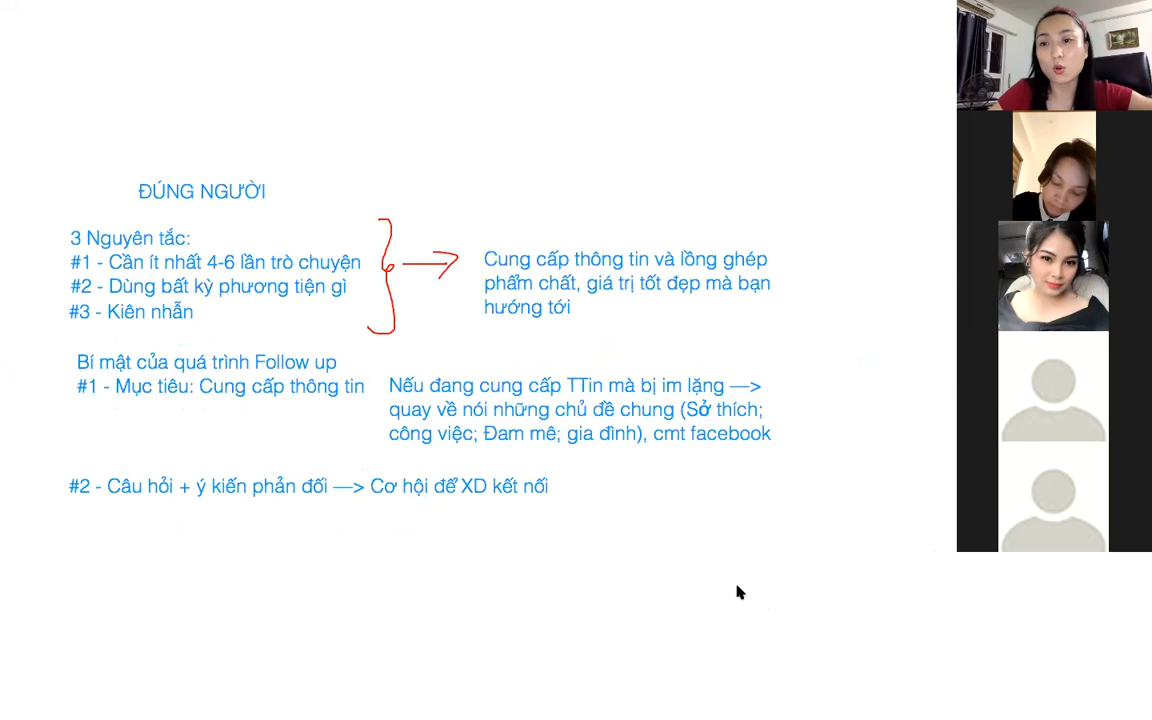 ĐÚNG NGƯỜI
3 Nguyên tắc:
#1 - Cần ít nhất 4-6 lần trò chuyện
#2 - Dùng bất kỳ phương tiện gì
#3 - Kiên nhẫn
Cung cấp thông tin và lồng ghép
phẩm chất, giá trị tốt đẹp mà bạn
hướng tới
Bí mật của quá trình Follow up
#1 - Mục tiêu: Cung cấp thông tin
Nếu đang cung cấp TTin mà bị im lặng —>
quay về nói những chủ đề chung (Sở thích;
công việc; Đam mê; gia đình), cmt facebook
#2 - Câu hỏi + ý kiến phản đối —> Cơ hội để XD kết nối